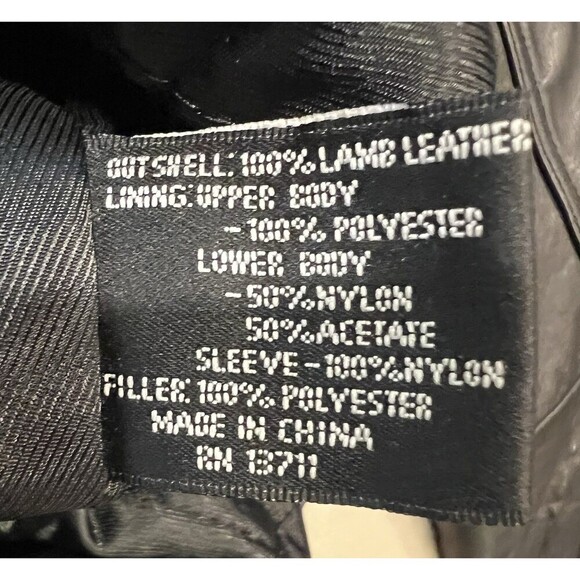 OUTSHELL:100%LAMB LEATHER
LINING:UPPER BODY
-100% POLYESTER
LOWER BODY
-50%NYLON
50%ACETATE
SLEEVE-100%NYLON
FILLER:100%POLYESTER
MADE IN CHINA
RN 13711